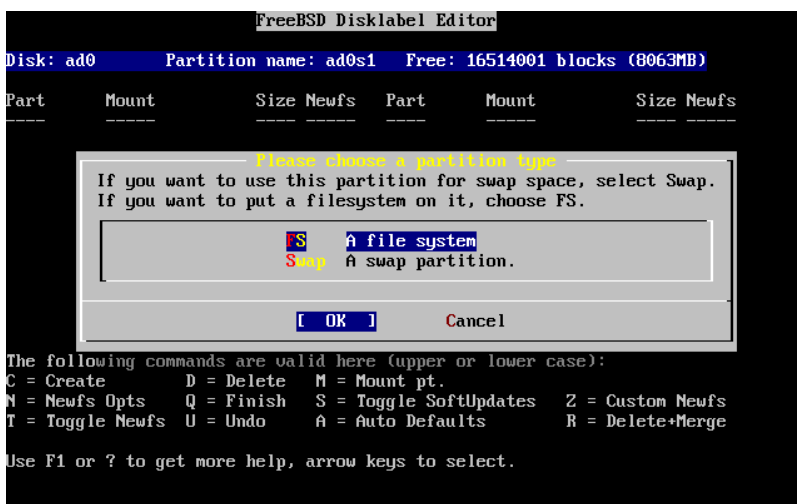 FreeBSD Disklabel Editor
Disk: ad0 Partition name: ad0s1 Free: 16514001 blocks (8063MB)
Part Mount Size Newfs Part Mount Size Newfs
---- ----- ---- ----- ---- ----- ---- -----
Please choose a partition type
If you want to use this partition for swap space, select Swap.
If you want to put a filesystem on it, choose FS.
FS A file system
Swap A swap partition.
[ OK ] Cancel
The following commands are valid here (upper or lower case):
C = Create D = Delete M = Mount pt.
N = Newfs Opts Q = Finish S = Toggle SoftUpdates Z = Custom Newfs
T = Toggle Newfs U = Undo A = Auto Defaults R = Delete+Merge
Use F1 or ? to get more help, arrow keys to select.